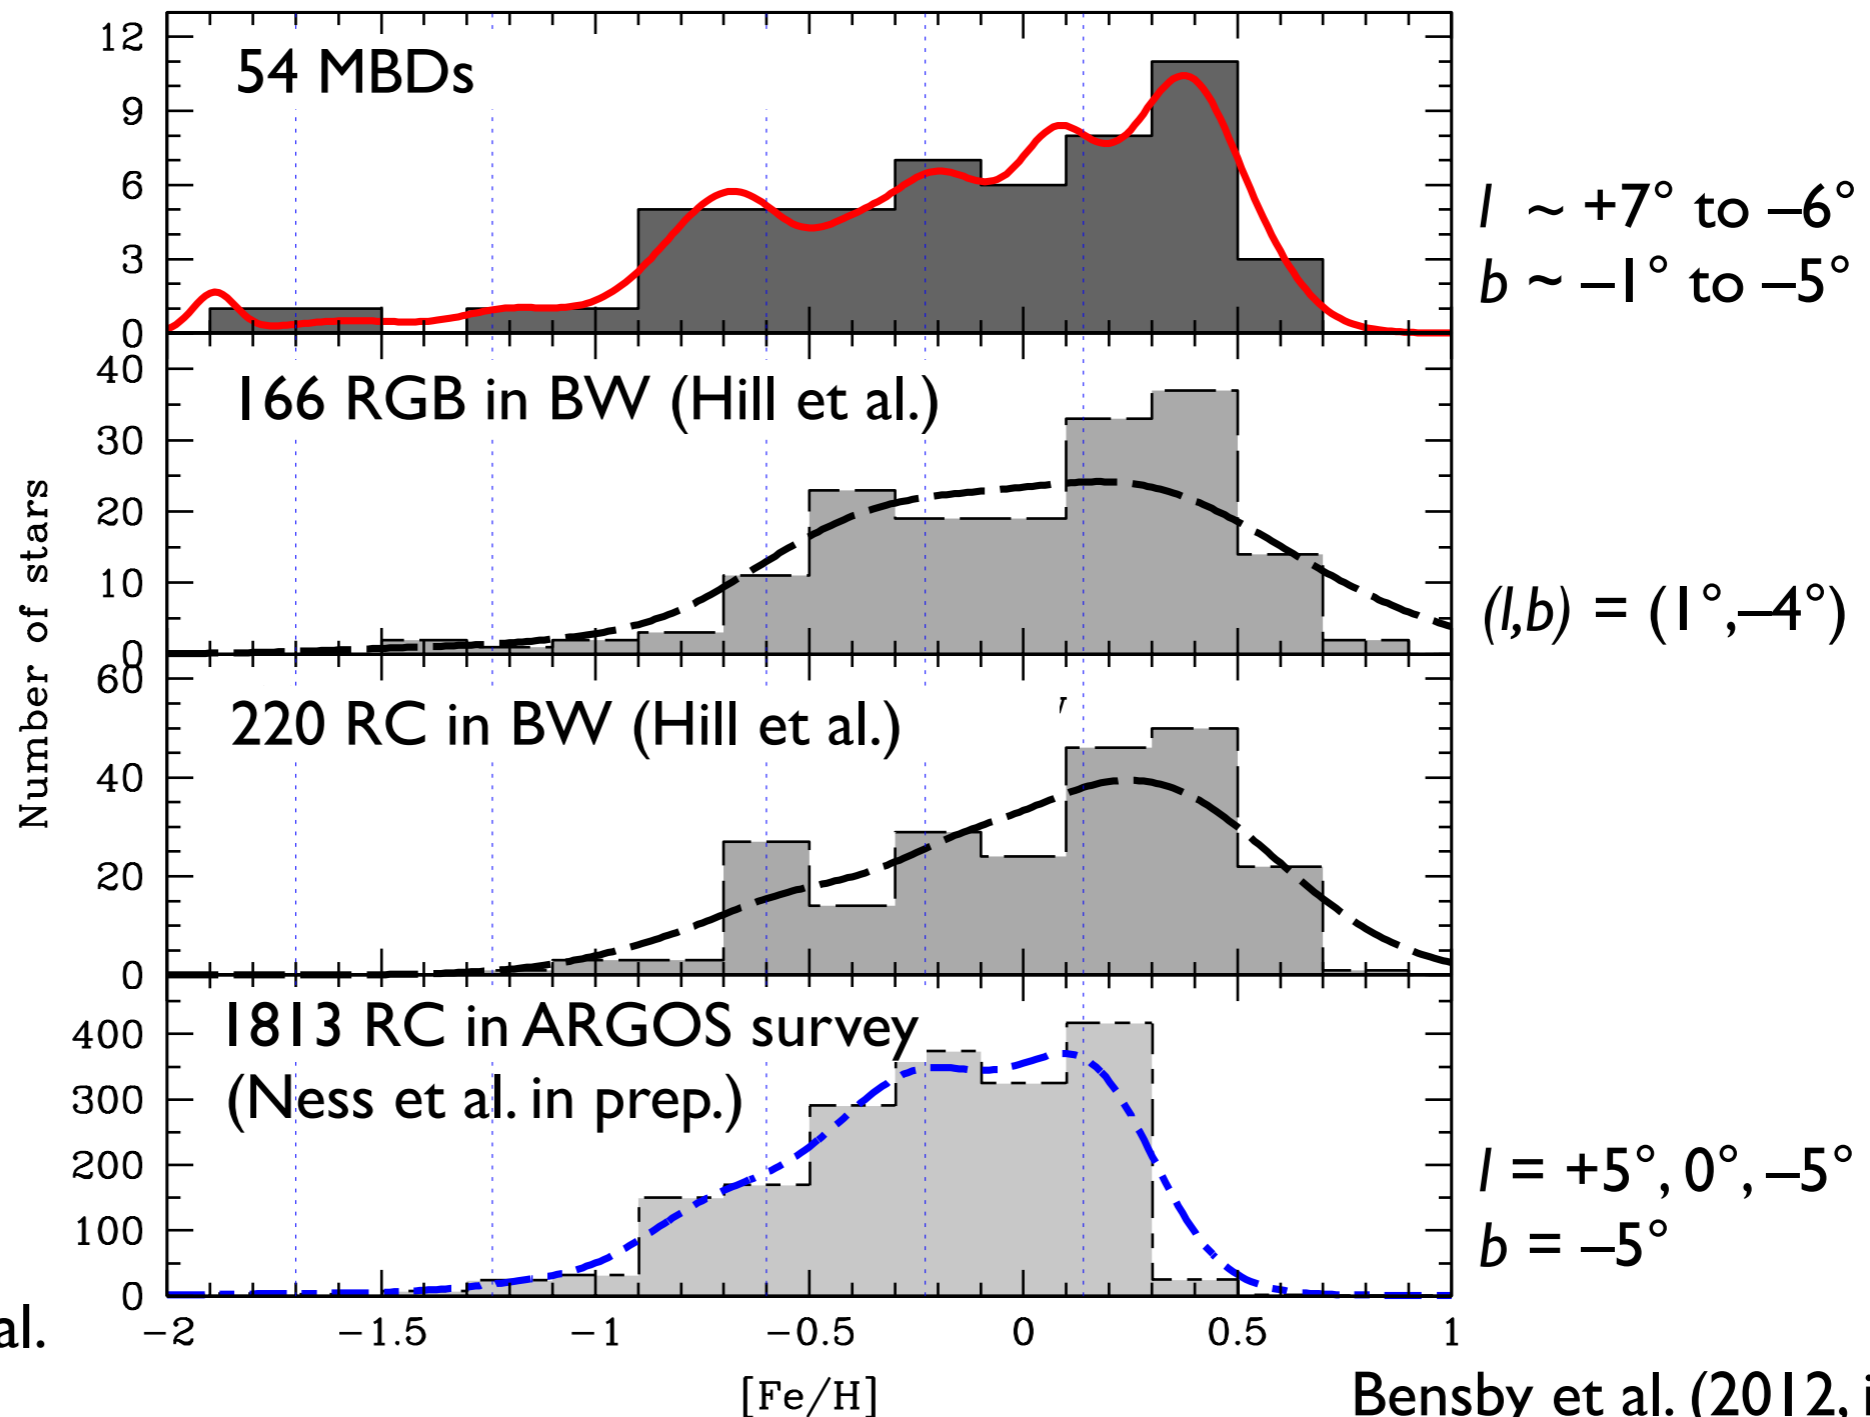 12
9
6
3
0
54 MBDs
l ~ +7° to –6°
b ~ –1° to –5°
40
30
20
10
0
166 RGB in BW (Hill et al.)
(l,b) = (1°,–4°)
Number of stars
60
40
20
0
220 RC in BW (Hill et al.)
400
300
200
100
0
1813 RC in ARGOS survey
(Ness et al. in prep.)
l = +5°, 0°, –5°
b = –5°
al.
−2 −1.5 −1 −0.5 0 0.5 1
[Fe/H]
Bensby et al. (2012, i